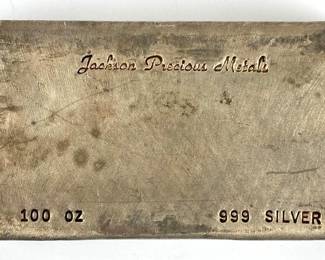 Jackson Precious Metals
100 OZ 999 SILVER